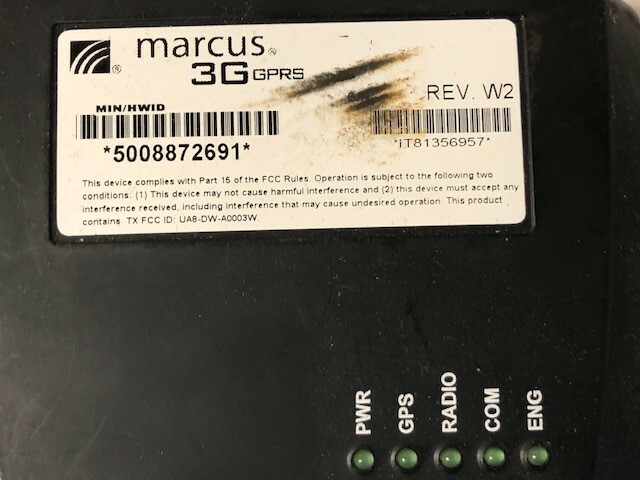 marcus®
®
3G GPRS
REV. W2
MIN/HWID
*5008872691*
*IT81356957*
This device complies with Part 15 of the FCC Rules. Operation is subject to the following two
conditions: (1) This device may not cause harmful interference and (2) this device must accept any
interference received, including interference that may cause undesired operation. This product
contains TX FCC ID: UA8-DW-A0003W
PWR
GPS
RADIO
COM
ENG